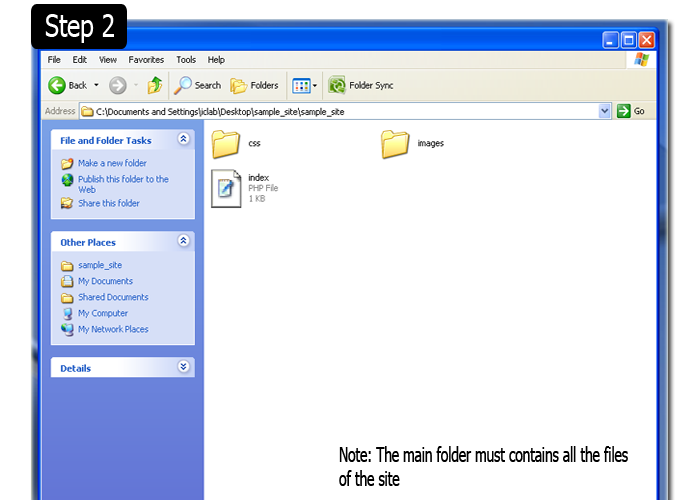 Step 2
File Edit View Favorites Tools Help
Back Search Folders Folder Sync
Address C:\Documents and Settings\iclab\Desktop\sample_site\sample_site Go
File and Folder Tasks
Make a new folder
Publish this folder to the
Web
Share this folder
Other Places
sample_site
My Documents
Shared Documents
My Computer
My Network Places
Details
css
images
index
PHP File
1 KB
Note: The main folder must contains all the files
of the site